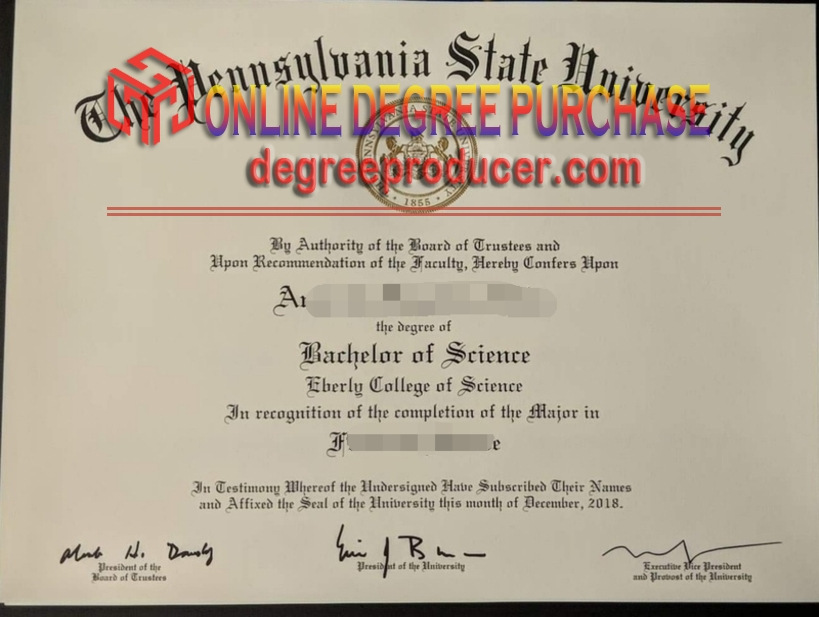 The Pennsylvania State University
ONLINE DEGREE PURCHASE
degreeproducer.com
1855
By Authority of the Board of Trustees and
Upon Recommendation of the Faculty, Hereby Confers Upon
the degree of
Bachelor of Science
Eberly College of Science
In recognition of the completion of the Major in
In Testimony Whereof the Undersigned Have Subscribed Their Names
and Affixed the Seal of the University this month of December, 2018.
President of the
Board of Trustees
President of the University
Executive Vice President
and Provost of the University